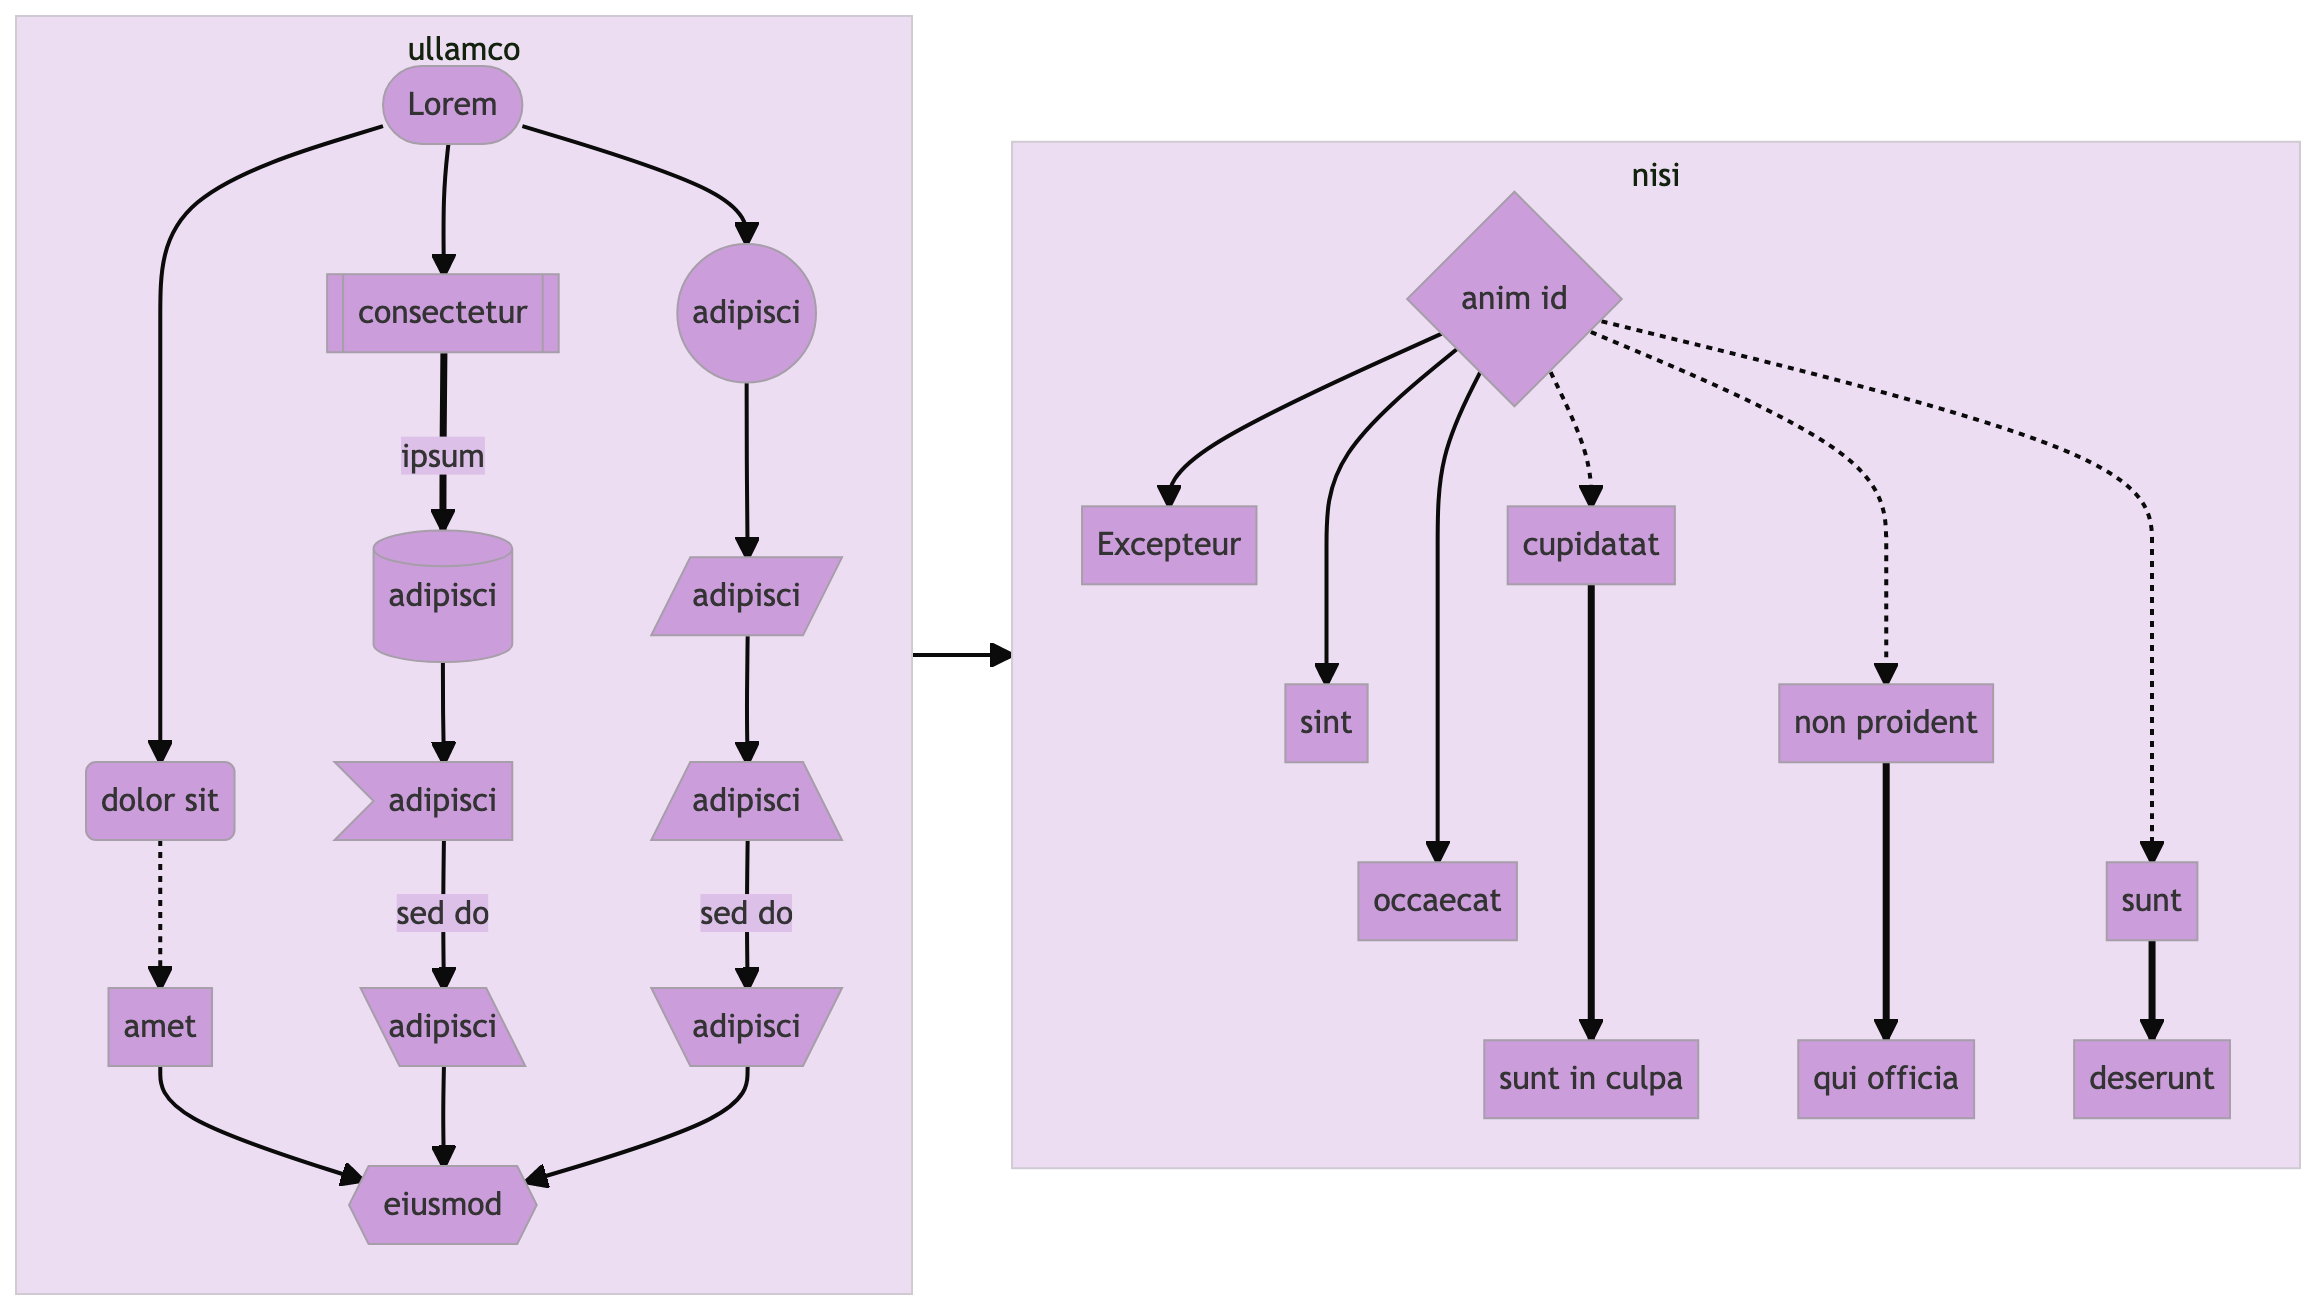 ullamco
Lorem
consectetur
adipisci
ipsum
adipisci
adipisci
dolor sit
adipisci
adipisci
sed do
sed do
amet
adipisci
adipisci
eiusmod
nisi
anim id
Excepteur
cupidatat
sint
non proident
occaecat
sunt
sunt in culpa
qui officia
deserunt